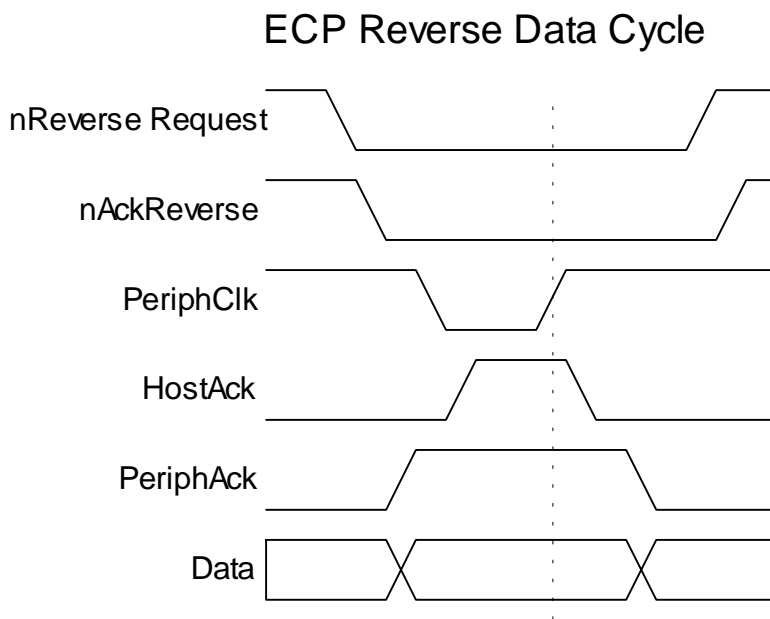 ECP Reverse Data Cycle
nReverse Request
nAckReverse
PeriphClk
HostAck
PeriphAck
Data